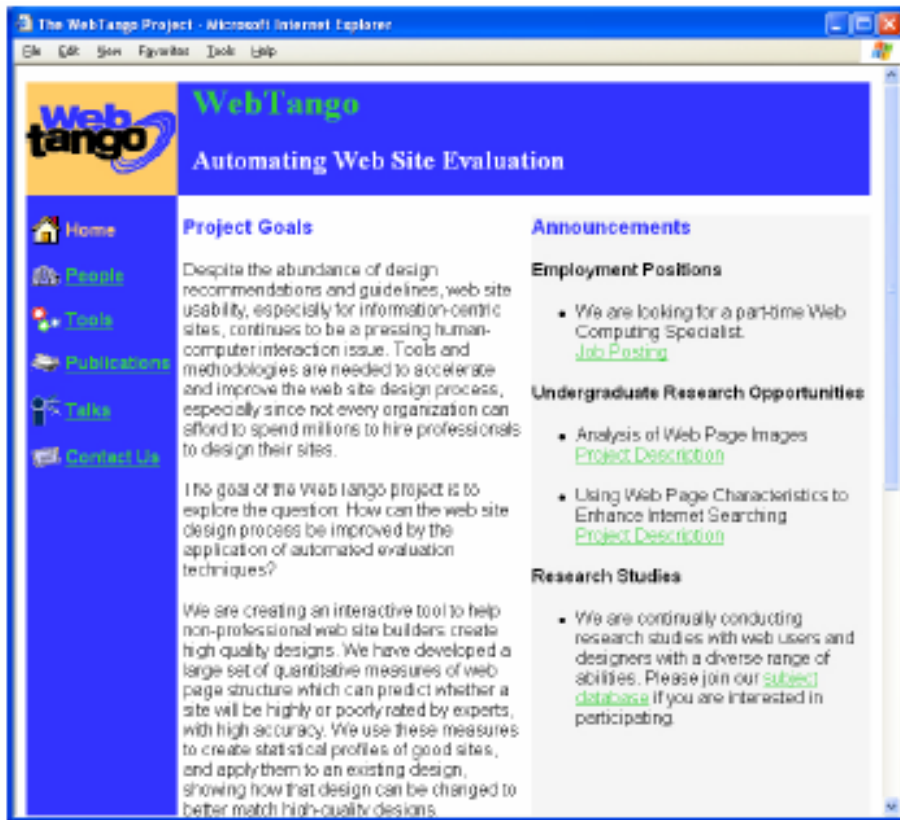 The WebTango Project - Microsoft Internet Explorer
File Edit View Favorites Tools Help
Web
tango
WebTango
Automating Web Site Evaluation
Home
People
Tools
Publications
Talks
Contact Us
Project Goals
Despite the abundance of design
recommendations and guidelines, web site
usability, especially for information-centric
sites, continues to be a pressing human-
computer interaction issue. Tools and
methodologies are needed to accelerate
and improve the web site design process,
especially since not every organization can
afford to spend millions to hire professionals
to design their sites.
The goal of the WebTango project is to
explore the question: How can the web site
design process be improved by the
application of automated evaluation
techniques?
We are creating an interactive tool to help
non-professional web site builders create
high quality designs. We have developed a
large set of quantitative measures of web
page structure which can predict whether a
site will be highly or poorly rated by experts,
with high accuracy. We use these measures
to create statistical profiles of good sites,
and apply them to an existing design,
showing how that design can be changed to
better match high-quality designs.
Announcements
Employment Positions
• We are looking for a part-time Web
Computing Specialist.
Job Posting
Undergraduate Research Opportunities
• Analysis of Web Page Images
Project Description
• Using Web Page Characteristics to
Enhance Internet Searching
Project Description
Research Studies
• We are continually conducting
research studies with web users and
designers with a diverse range of
abilities. Please join our subject
database if you are interested in
participating.